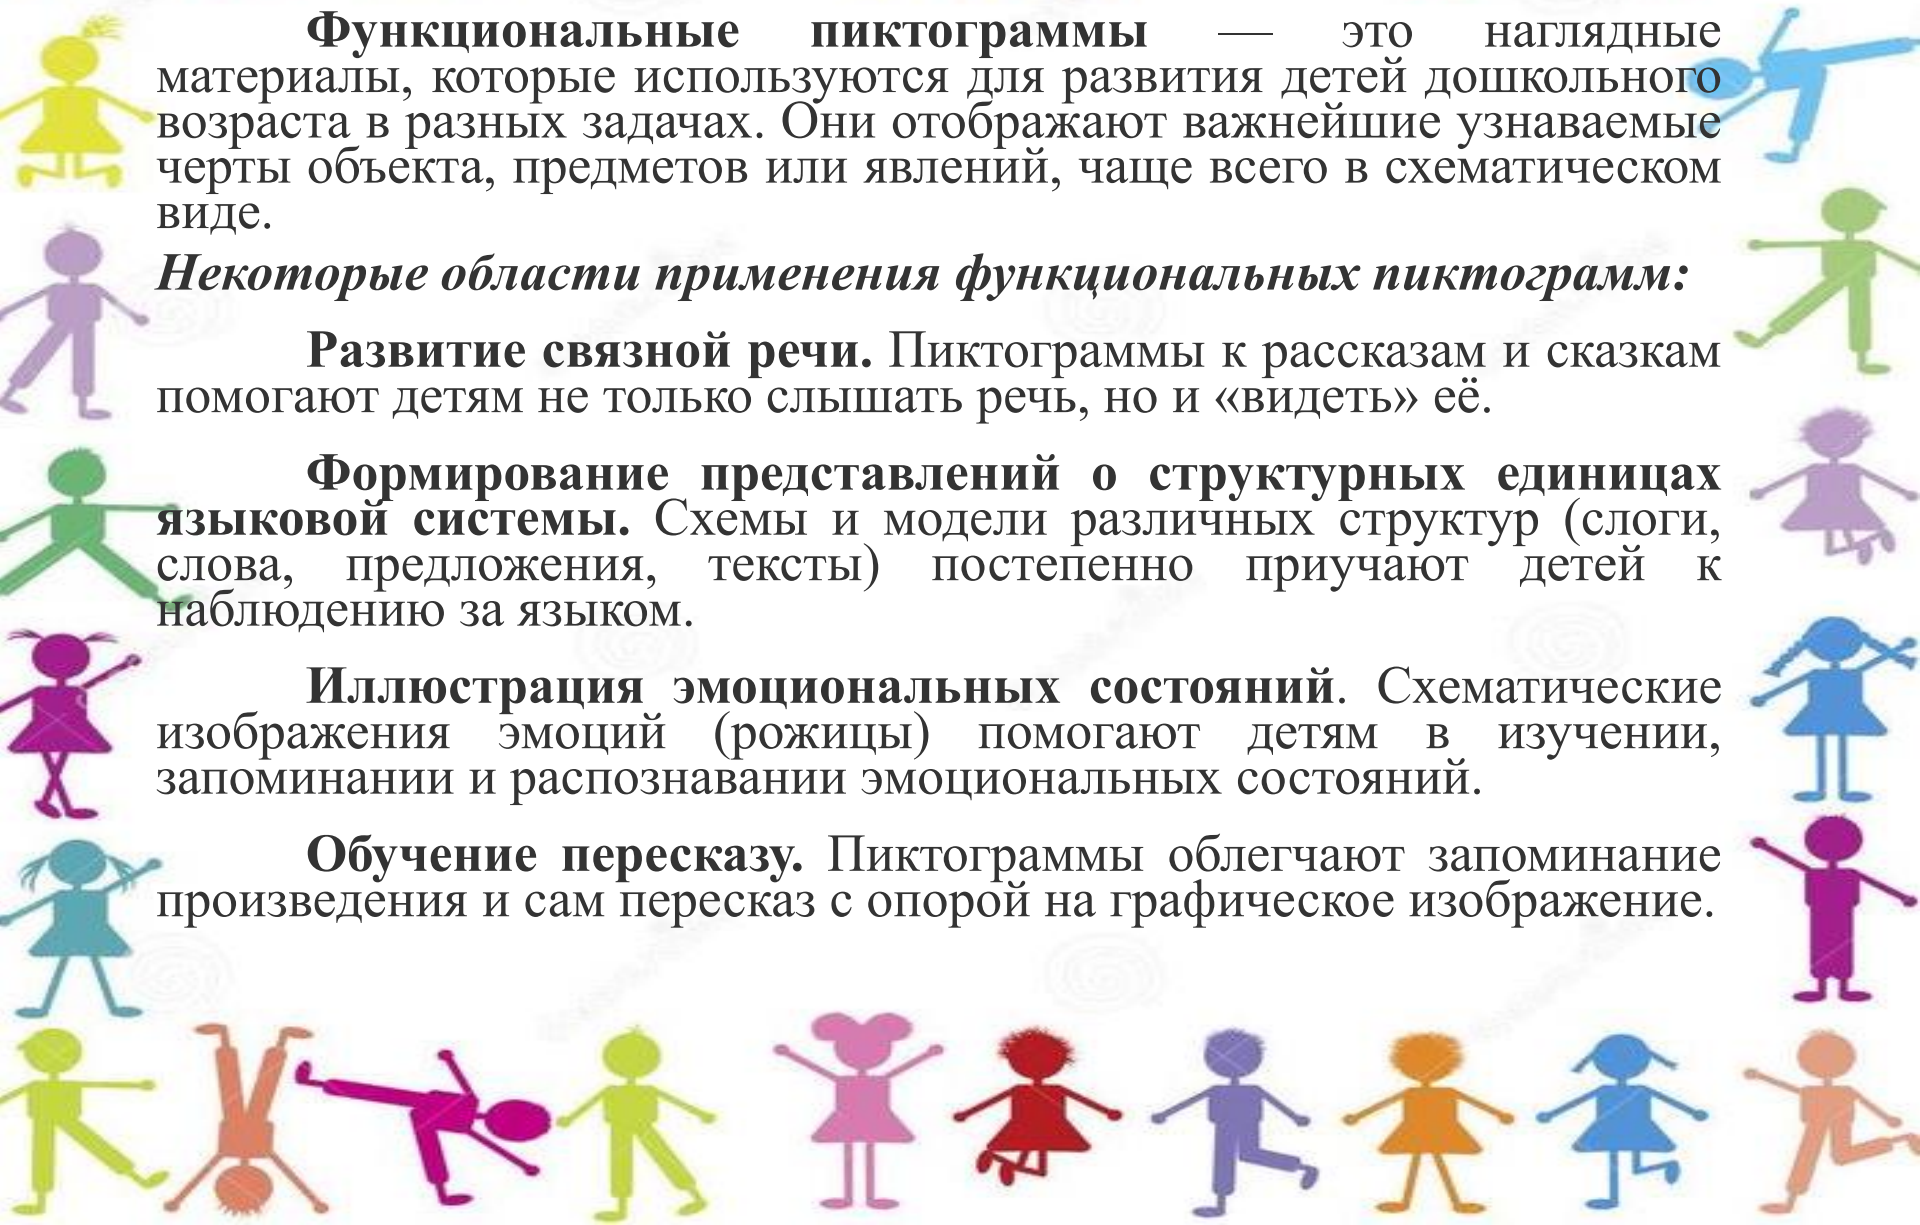 Функциональные пиктограммы — это наглядные
материалы, которые используются для развития детей дошкольного
возраста в разных задачах. Они отображают важнейшие узнаваемые
черты объекта, предметов или явлений, чаще всего в схематическом
виде.
Некоторые области применения функциональных пиктограмм:
Развитие связной речи. Пиктограммы к рассказам и сказкам
помогают детям не только слышать речь, но и «видеть» её.
Формирование представлений о структурных единицах
языковой системы. Схемы и модели различных структур (слоги,
слова, предложения, тексты) постепенно приучают детей к
наблюдению за языком.
Иллюстрация эмоциональных состояний. Схематические
изображения эмоций (рожицы) помогают детям в изучении,
запоминании и распознавании эмоциональных состояний.
Обучение пересказу. Пиктограммы облегчают запоминание
произведения и сам пересказ с опорой на графическое изображение.